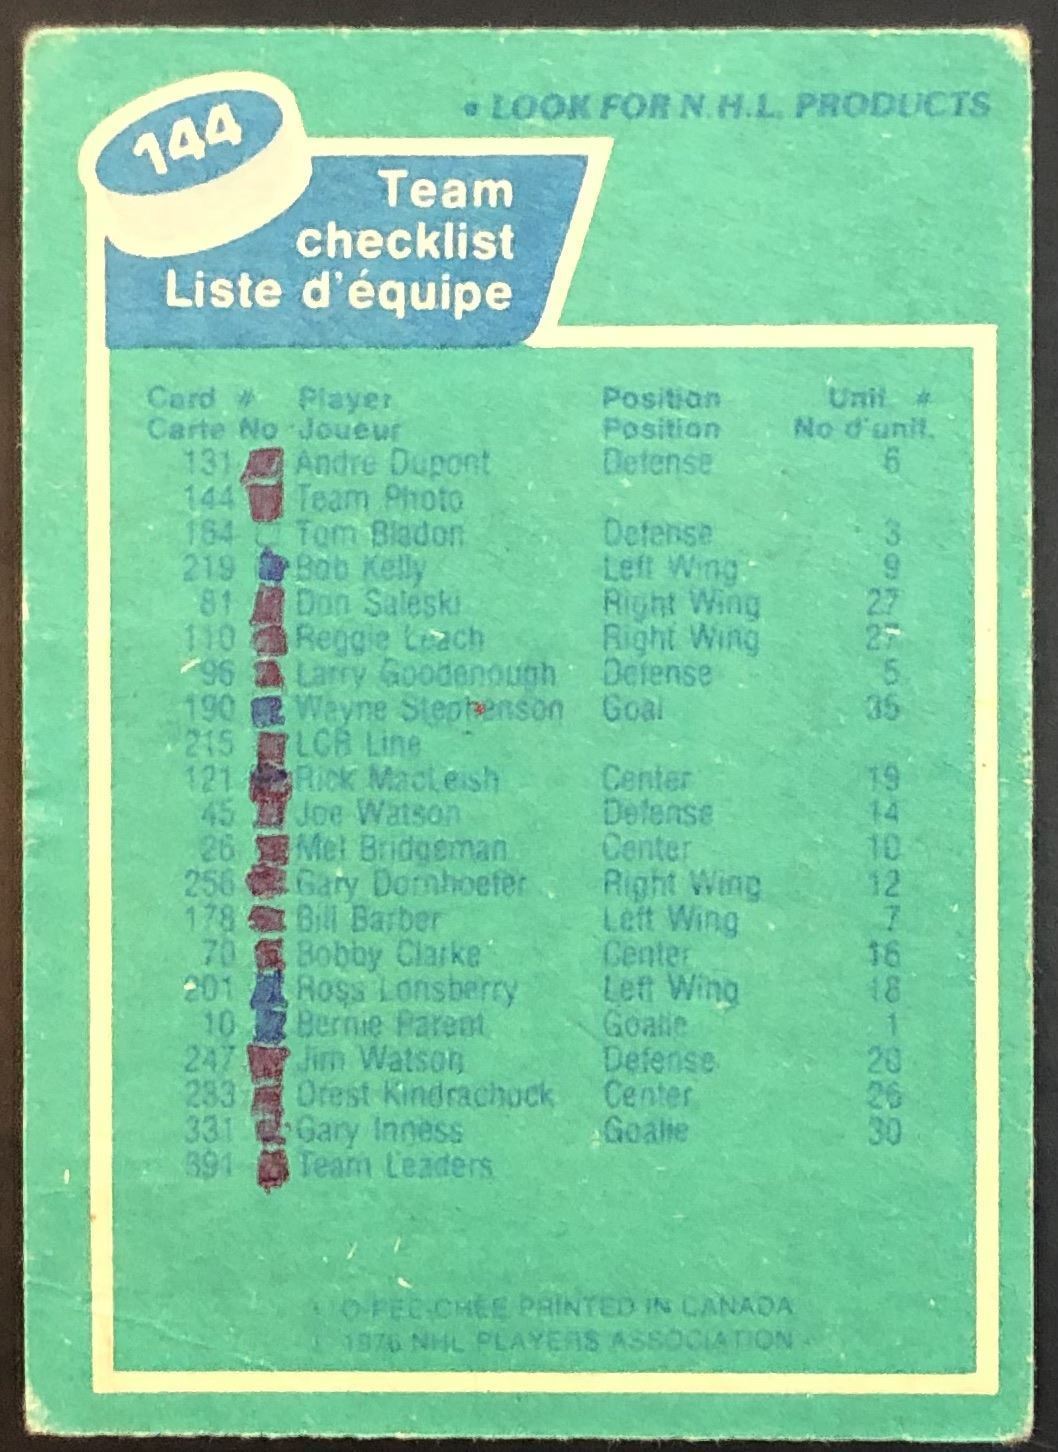 144
• LOOK FOR N.H.L. PRODUCTS
Team
checklist
Liste d'équipe
Card # Player Position Unif. #
Carte No Joueur Position No d'unif.
131 Andre Dupont Defense 6
144 Team Photo
164 Tom Bladon Defense 3
219 Bob Kelly Left Wing 9
81 Don Saleski Right Wing
110 Reggie Leach Right Wing 27
96 Larry Goodenough Defense 5
190 Wayne Stephenson Goal 35
215 LCB Line
121 Rick MacLeish Center 19
45 Joe Watson Defense 14
26 Mel Bridgeman Center 10
256 Gary Dornhoefer Right Wing 12
178 Bill Barber Left Wing 7
70 Bobby Clarke Center 16
201 Ross Lonsberry Left Wing 18
10 Bernie Parent Goalie 1
247 Jim Watson Defense 20
233 Orest Kindrachuck Center 26
331 Gary Inness Goalie 30
391 Team Leaders
O-PEE-CHEE PRINTED IN CANADA
1976 NHL PLAYERS ASSOCIATION